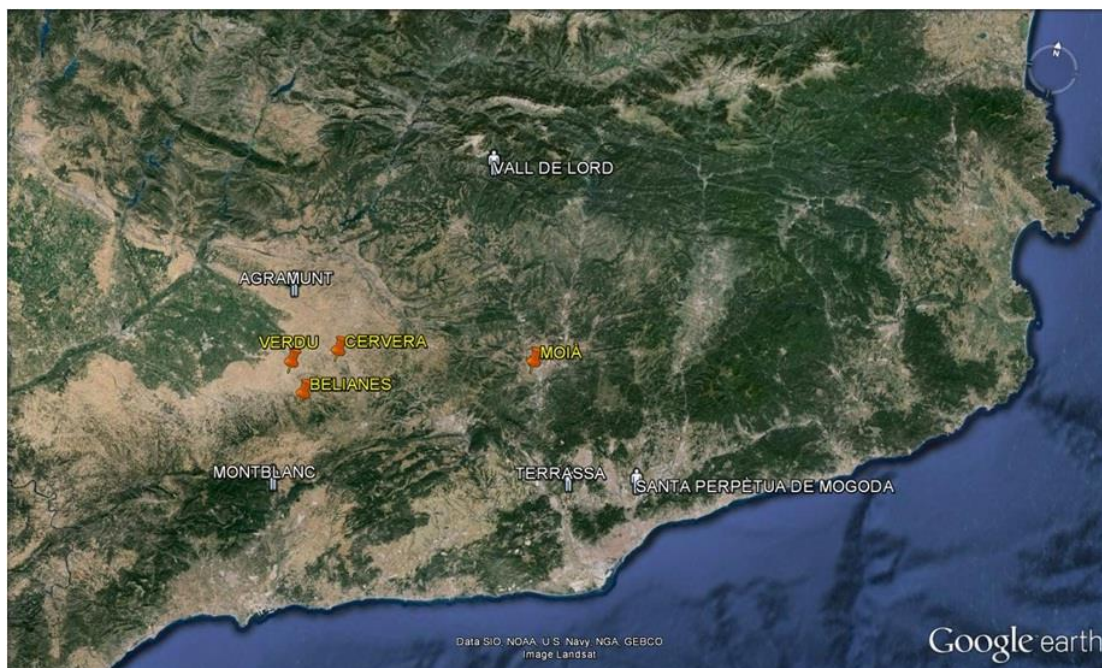 N
VALL DE LORD
AGRAMUNT
VERDU
CERVERA
MOIÀ
BELIANES
MONTBLANC
TERRASSA
SANTA PERPÈTUA DE MOGODA
Data SIO, NOAA, U.S. Navy, NGA, GEBCO
Image Landsat
Google earth